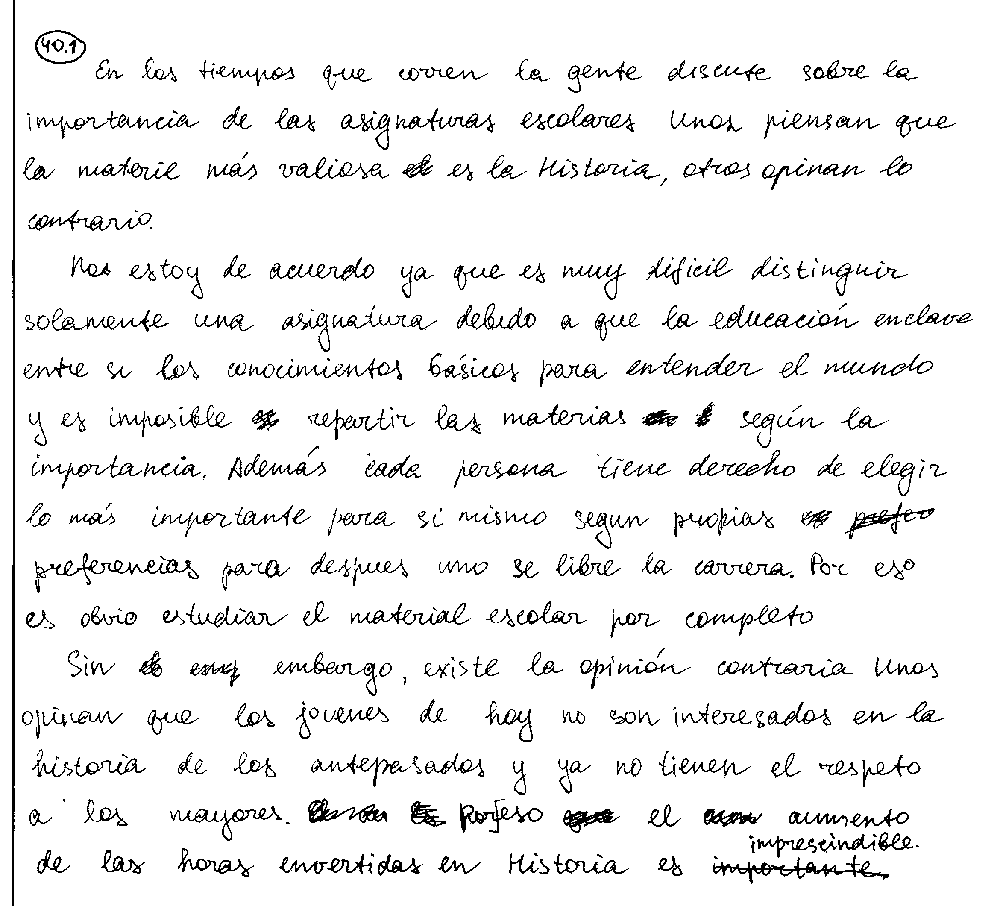 40.1
En los tiempos que corren la gente discute sobre la
importancia de las asignaturas escolares Unos piensan que
la materie más valiosa es la Historia, otros opinan lo
contrario.
No estoy de acuerdo ya que es muy dificil distinguir
solamente una asignatura debido a que la educación enclave
entre si los conocimientos básicos para entender el mundo
y es imposible repartir las materias según la
importancia. Además cada persona tiene derecho de elegir
lo más importante para si mismo segun propias
preferencias para despues uno se libre la carrera. Por eso
es obvio estudiar el material escolar por completo
Sin embargo, existe la opinión contraria Unos
opinan que los jovenes de hoy no son interesados en la
historia de los antepasados y ya no tienen el respeto
a los mayores. Por eso el aumento
imprescindible.
de las horas envertidas en Historia es importante.